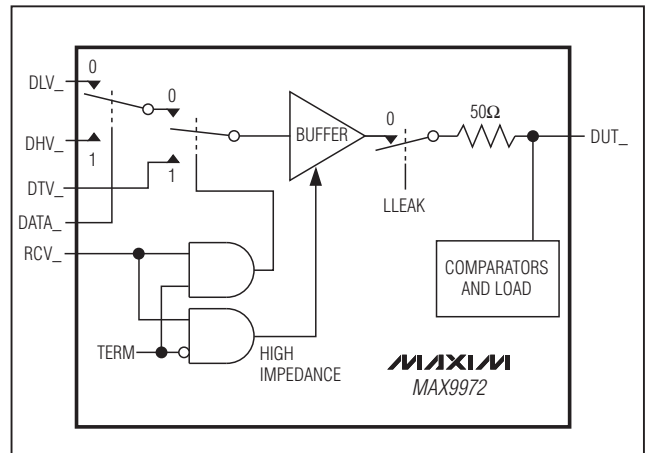 DLV_
0
0
DHV_
1
DTV_
1
DATA_
RCV_
TERM
BUFFER
0
LLEAK
50Ω
DUT_
COMPARATORS
AND LOAD
HIGH
IMPEDANCE
MAXIM
MAX9972